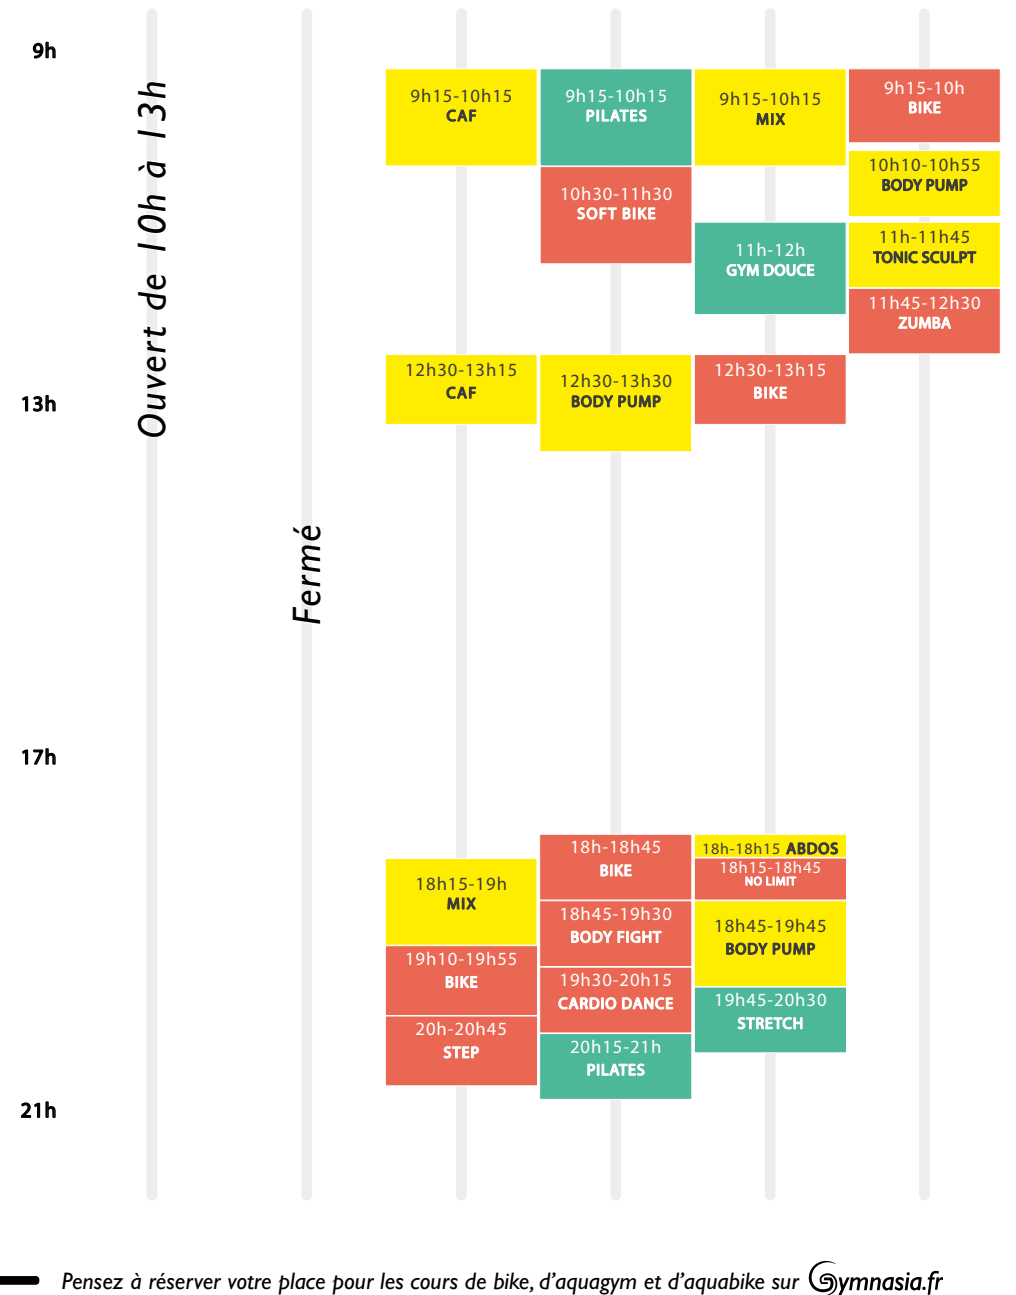 9h
13h
17h
21h
Ouvert de 10h à 13h
Fermé
9h15-10h15
CAF
12h30-13h15
CAF
18h15-19h
MIX
19h10-19h55
BIKE
20h-20h45
STEP
9h15-10h15
PILATES
10h30-11h30
SOFT BIKE
12h30-13h30
BODY PUMP
18h-18h45
BIKE
18h45-19h30
BODY FIGHT
19h30-20h15
CARDIO DANCE
20h15-21h
PILATES
9h15-10h15
MIX
11h-12h
GYM DOUCE
12h30-13h15
BIKE
18h-18h15 ABDOS
18h15-18h45
NO LIMIT
18h45-19h45
BODY PUMP
19h45-20h30
STRETCH
9h15-10h
BIKE
10h10-10h55
BODY PUMP
11h-11h45
TONIC SCULPT
11h45-12h30
ZUMBA
Pensez à réserver votre place pour les cours de bike, d'aquagym et d'aquabike sur Gymnasia.fr